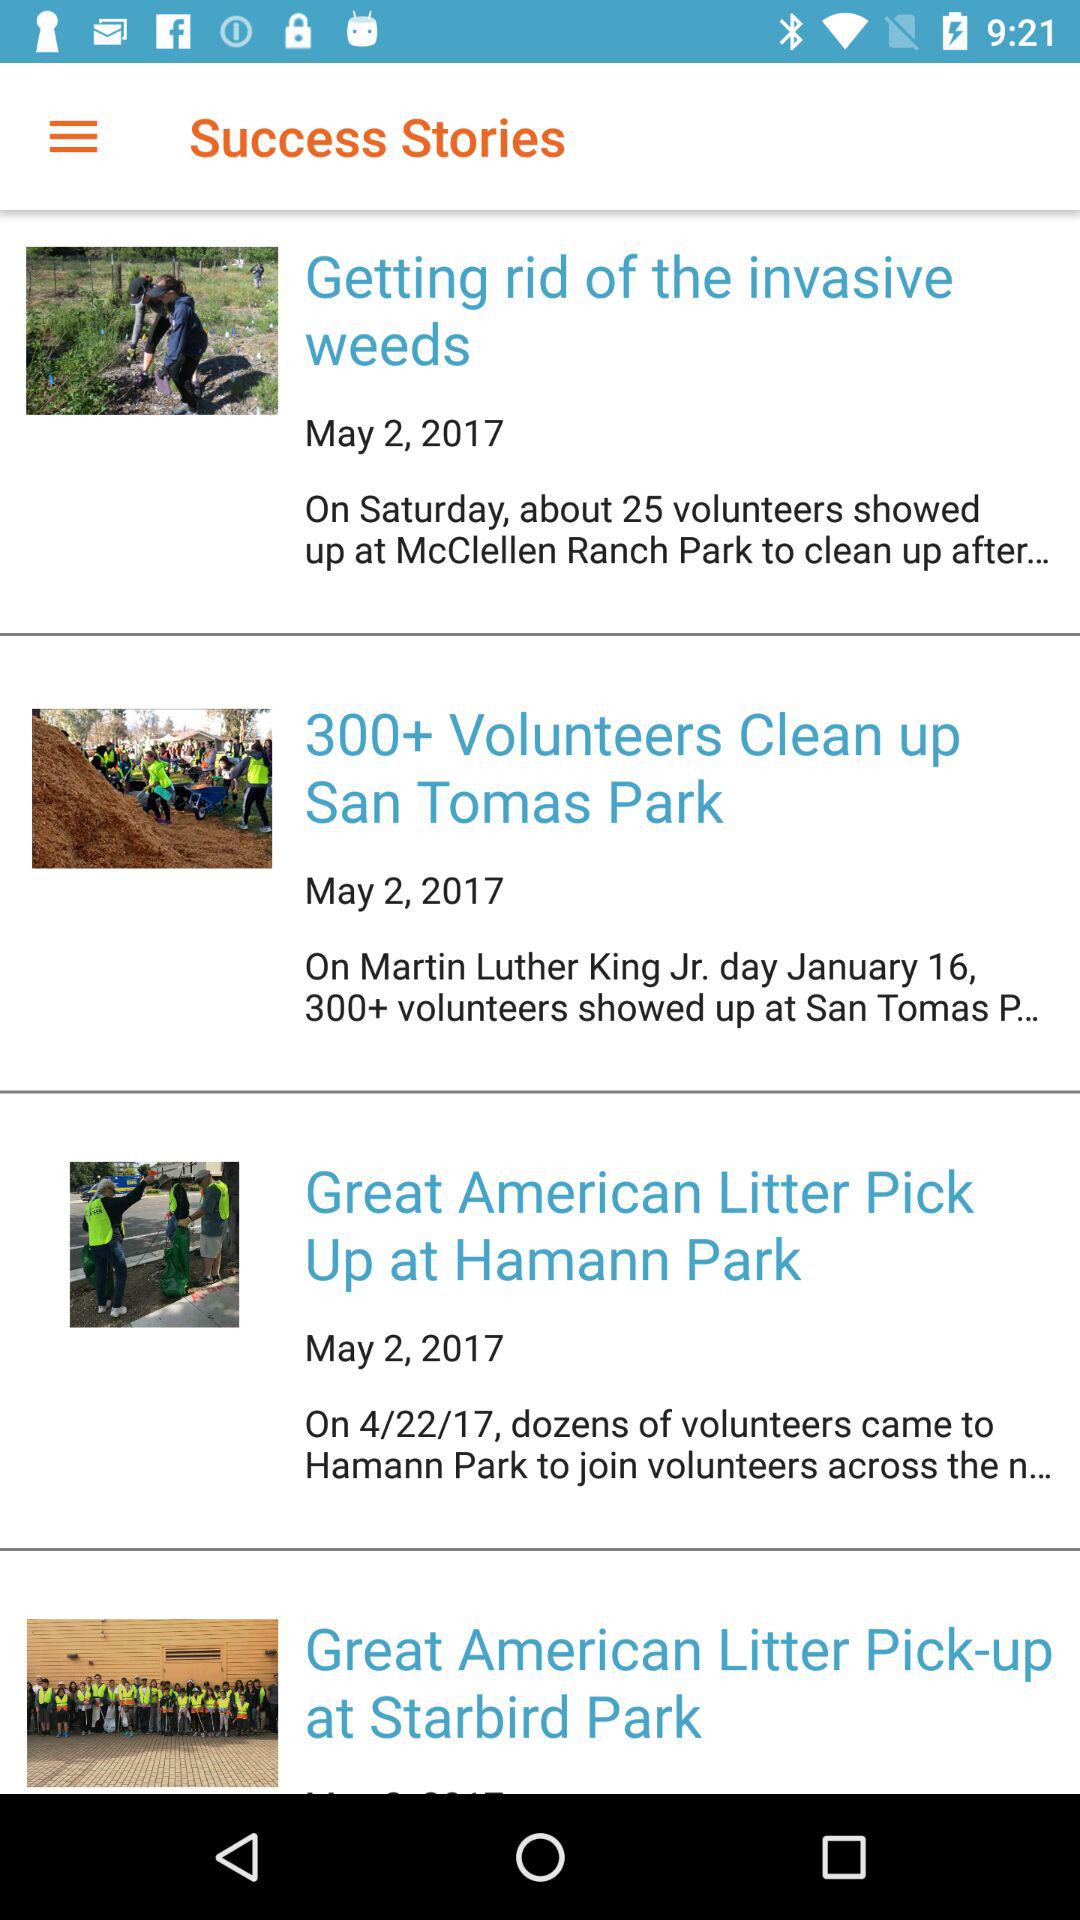 9:21
Success Stories
Getting rid of the invasive
weeds
May 2, 2017
On Saturday, about 25 volunteers showed
up at McClellen Ranch Park to clean up after...
300+ Volunteers Clean up
San Tomas Park
May 2, 2017
On Martin Luther King Jr. day January 16,
300+ volunteers showed up at San Tomas P...
Great American Litter Pick
Up at Hamann Park
May 2, 2017
On 4/22/17, dozens of volunteers came to
Hamann Park to join volunteers across the n...
Great American Litter Pick-up
at Starbird Park